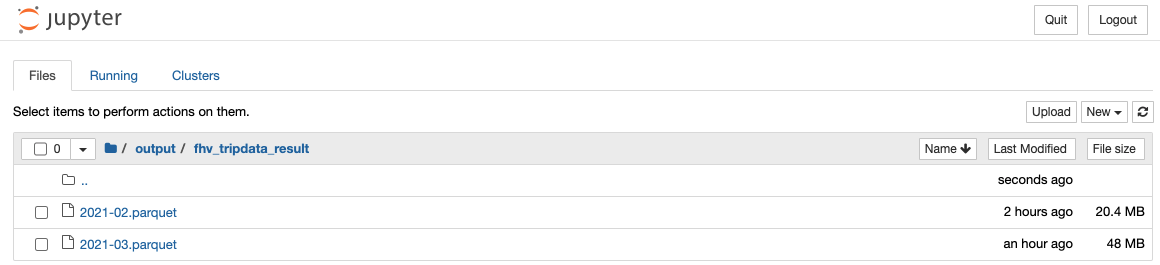 jupyter Quit Logout
Files Running Clusters
Select items to perform actions on them. Upload New
0 / output / fhv_tripdata_result Name Last Modified File size
.. seconds ago
2021-02.parquet 2 hours ago 20.4 MB
2021-03.parquet an hour ago 48 MB